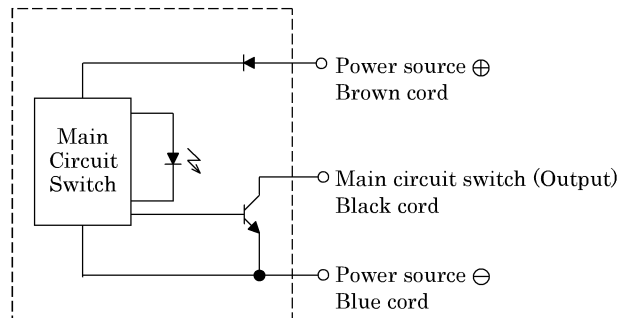 Power source ⊕
Brown cord
Main
Circuit
Switch
Main circuit switch (Output)
Black cord
Power source ⊖
Blue cord